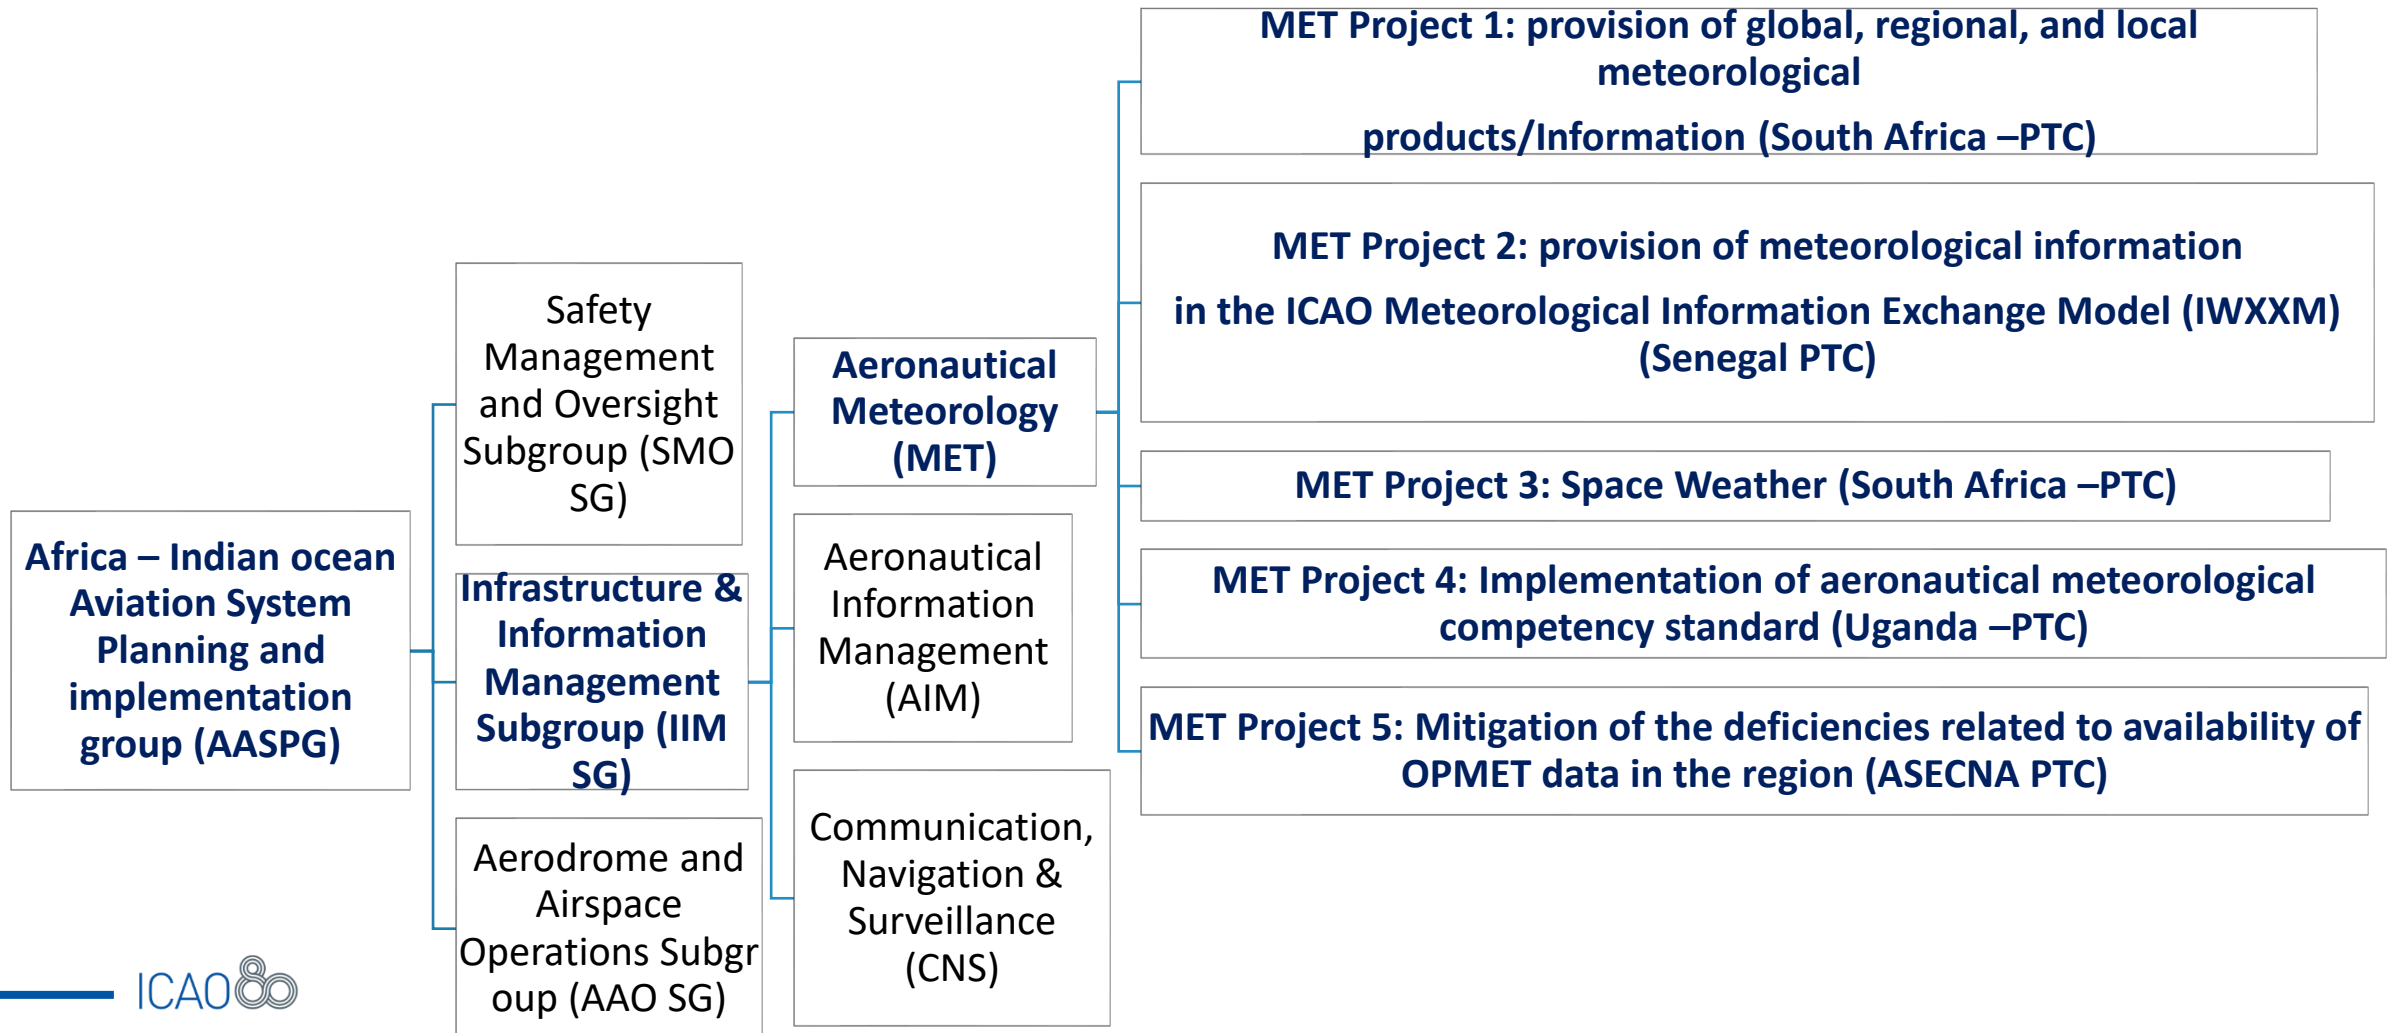 Africa – Indian ocean
Aviation System
Planning and
implementation
group (AASPG)
Safety
Management
and Oversight
Subgroup (SMO
SG)
Infrastructure &
Information
Management
Subgroup (IIM
SG)
Aerodrome and
Airspace
Operations Subgr
oup (AAO SG)
Aeronautical
Meteorology
(MET)
Aeronautical
Information
Management
(AIM)
Communication,
Navigation &
Surveillance
(CNS)
MET Project 1: provision of global, regional, and local
meteorological
products/Information (South Africa –PTC)
MET Project 2: provision of meteorological information
in the ICAO Meteorological Information Exchange Model (IWXXM)
(Senegal PTC)
MET Project 3: Space Weather (South Africa –PTC)
MET Project 4: Implementation of aeronautical meteorological
competency standard (Uganda –PTC)
MET Project 5: Mitigation of the deficiencies related to availability of
OPMET data in the region (ASECNA PTC)
ICAO 80